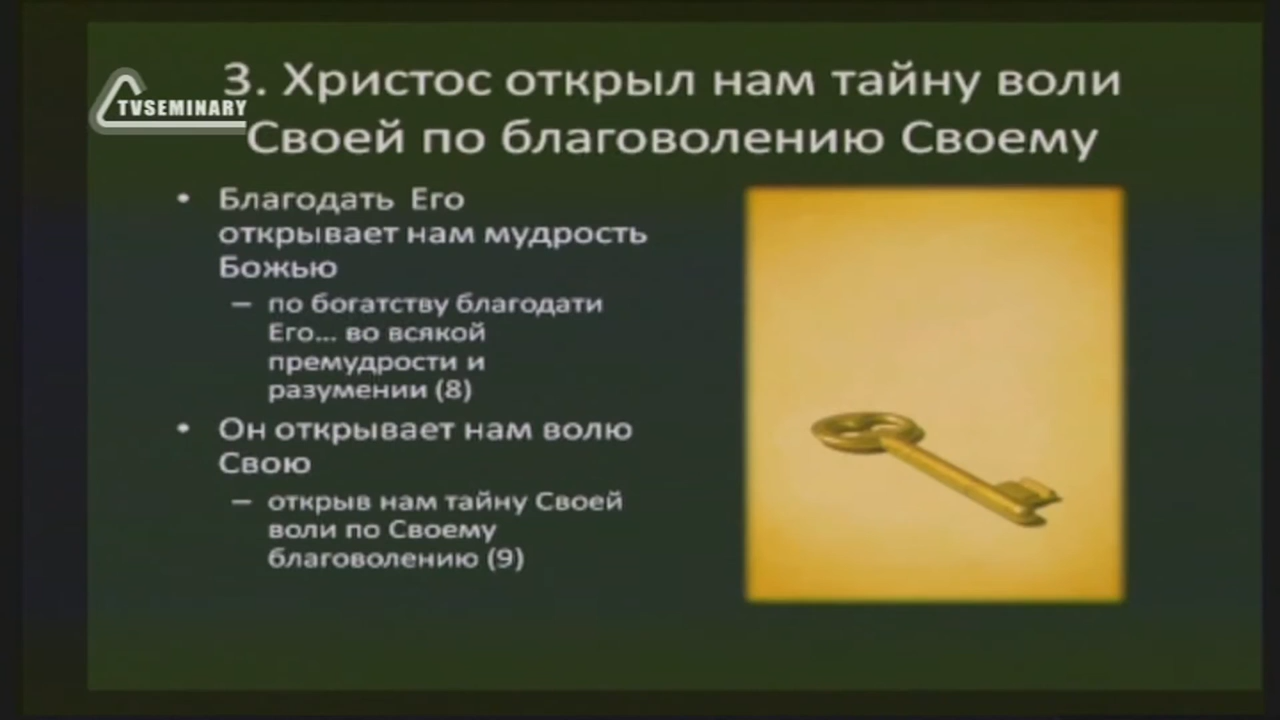 3. Христос открыл нам тайну воли
TVSEMINARY
Своей по благоволению Своему
• Благодать Его
открывает нам мудрость
Божью
– по богатству благодати
Его... во всякой
премудрости и
разумении (8)
• Он открывает нам волю
Свою
– открыв нам тайну Своей
воли по Своему
благоволению (9)